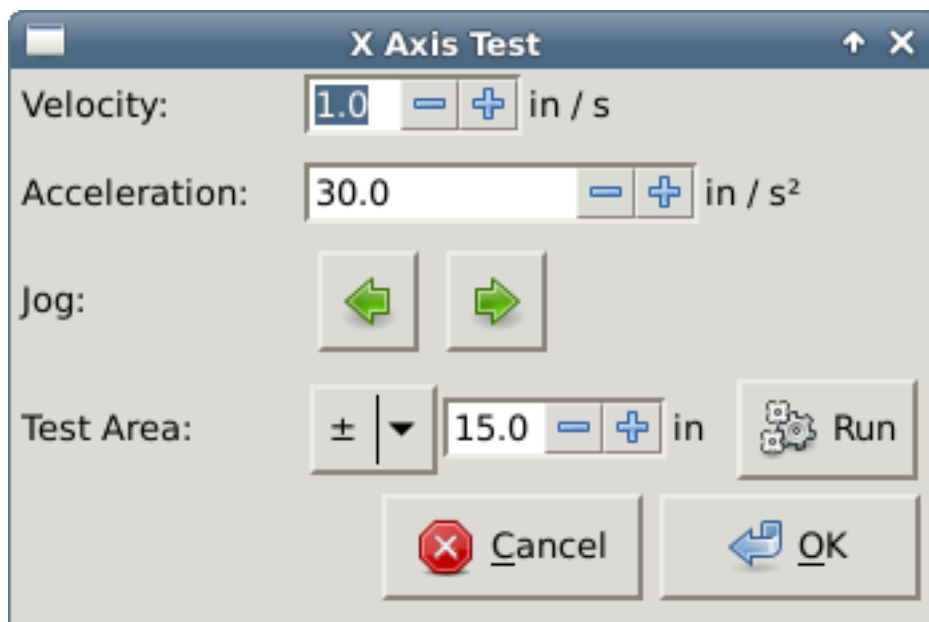 X Axis Test
Velocity: 1.0 in / s
Acceleration: 30.0 in / s²
Jog:
Test Area: ± 15.0 in Run
Cancel OK